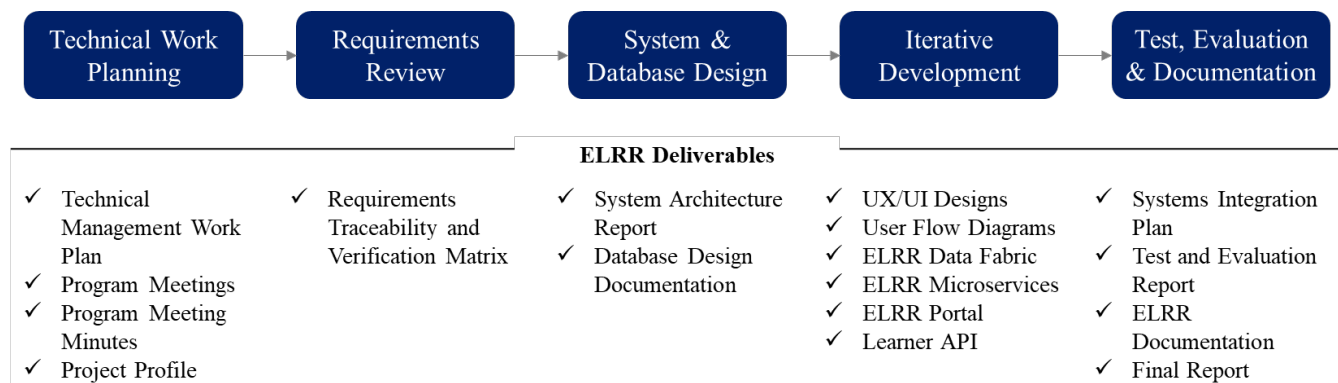 Technical Work
Planning
Requirements
Review
System &
Database Design
Iterative
Development
Test, Evaluation
& Documentation
ELRR Deliverables
✓ Technical
Management Work
Plan
✓ Program Meetings
✓ Program Meeting
Minutes
✓ Project Profile
✓ Requirements
Traceability and
Verification Matrix
✓ System Architecture
Report
✓ Database Design
Documentation
✓ UX/UI Designs
✓ User Flow Diagrams
✓ ELRR Data Fabric
✓ ELRR Microservices
✓ ELRR Portal
✓ Learner API
✓ Systems Integration
Plan
✓ Test and Evaluation
Report
✓ ELRR
Documentation
✓ Final Report